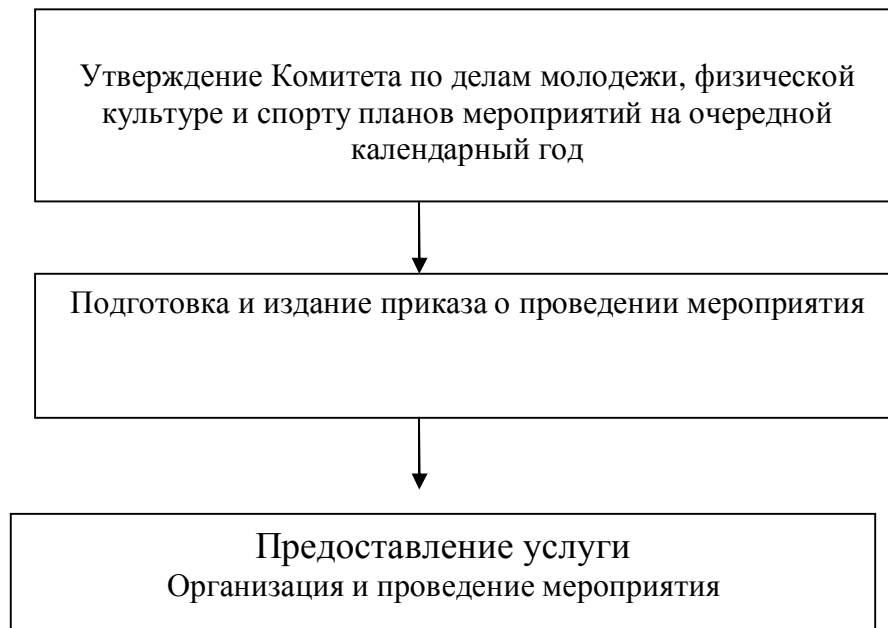 Утверждение Комитета по делам молодежи, физической
культуре и спорту планов мероприятий на очередной
календарный год
Подготовка и издание приказа о проведении мероприятия
Предоставление услуги
Организация и проведение мероприятия